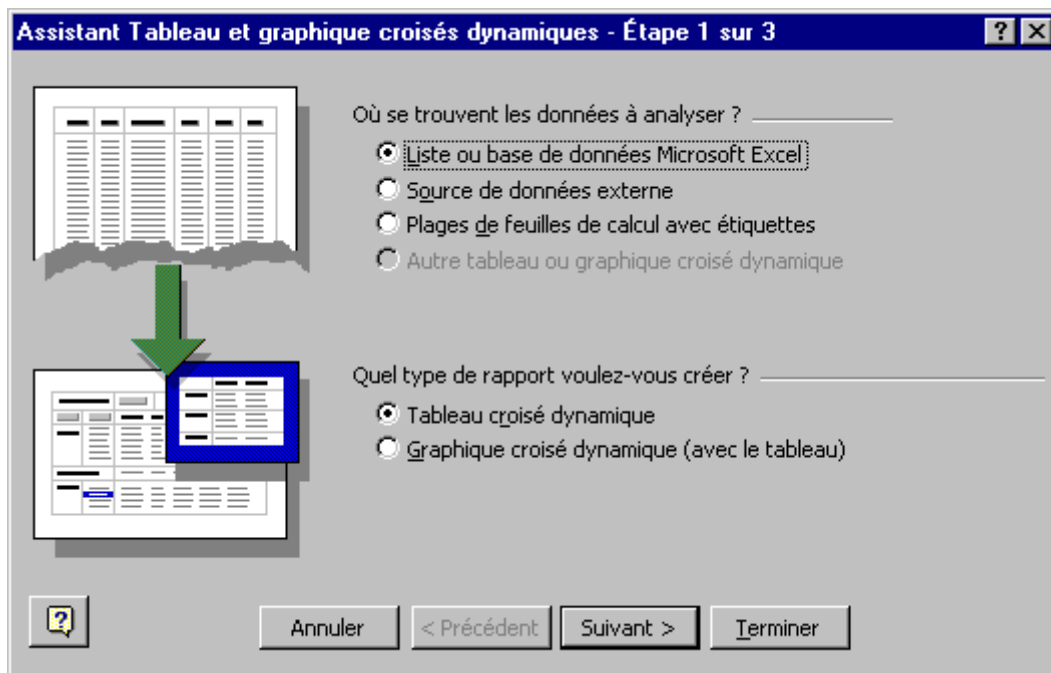 Assistant Tableau et graphique croisés dynamiques - Étape 1 sur 3
Où se trouvent les données à analyser ?
Liste ou base de données Microsoft Excel
Source de données externe
Plages de feuilles de calcul avec étiquettes
Autre tableau ou graphique croisé dynamique
Quel type de rapport voulez-vous créer ?
Tableau croisé dynamique
Graphique croisé dynamique (avec le tableau)
Annuler
< Précédent
Suivant >
Terminer